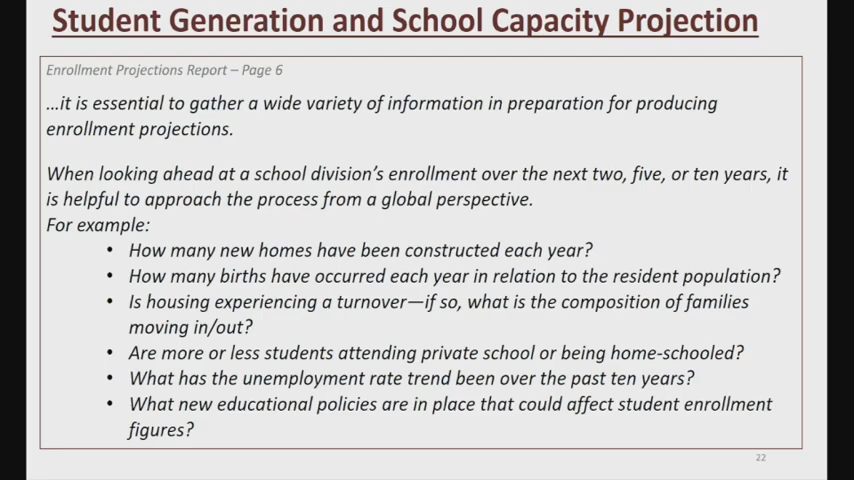 Student Generation and School Capacity Projection
Enrollment Projections Report – Page 6
…it is essential to gather a wide variety of information in preparation for producing
enrollment projections.
When looking ahead at a school division's enrollment over the next two, five, or ten years, it
is helpful to approach the process from a global perspective.
For example:
• How many new homes have been constructed each year?
• How many births have occurred each year in relation to the resident population?
• Is housing experiencing a turnover—if so, what is the composition of families
moving in/out?
• Are more or less students attending private school or being home-schooled?
• What has the unemployment rate trend been over the past ten years?
• What new educational policies are in place that could affect student enrollment
figures?
22